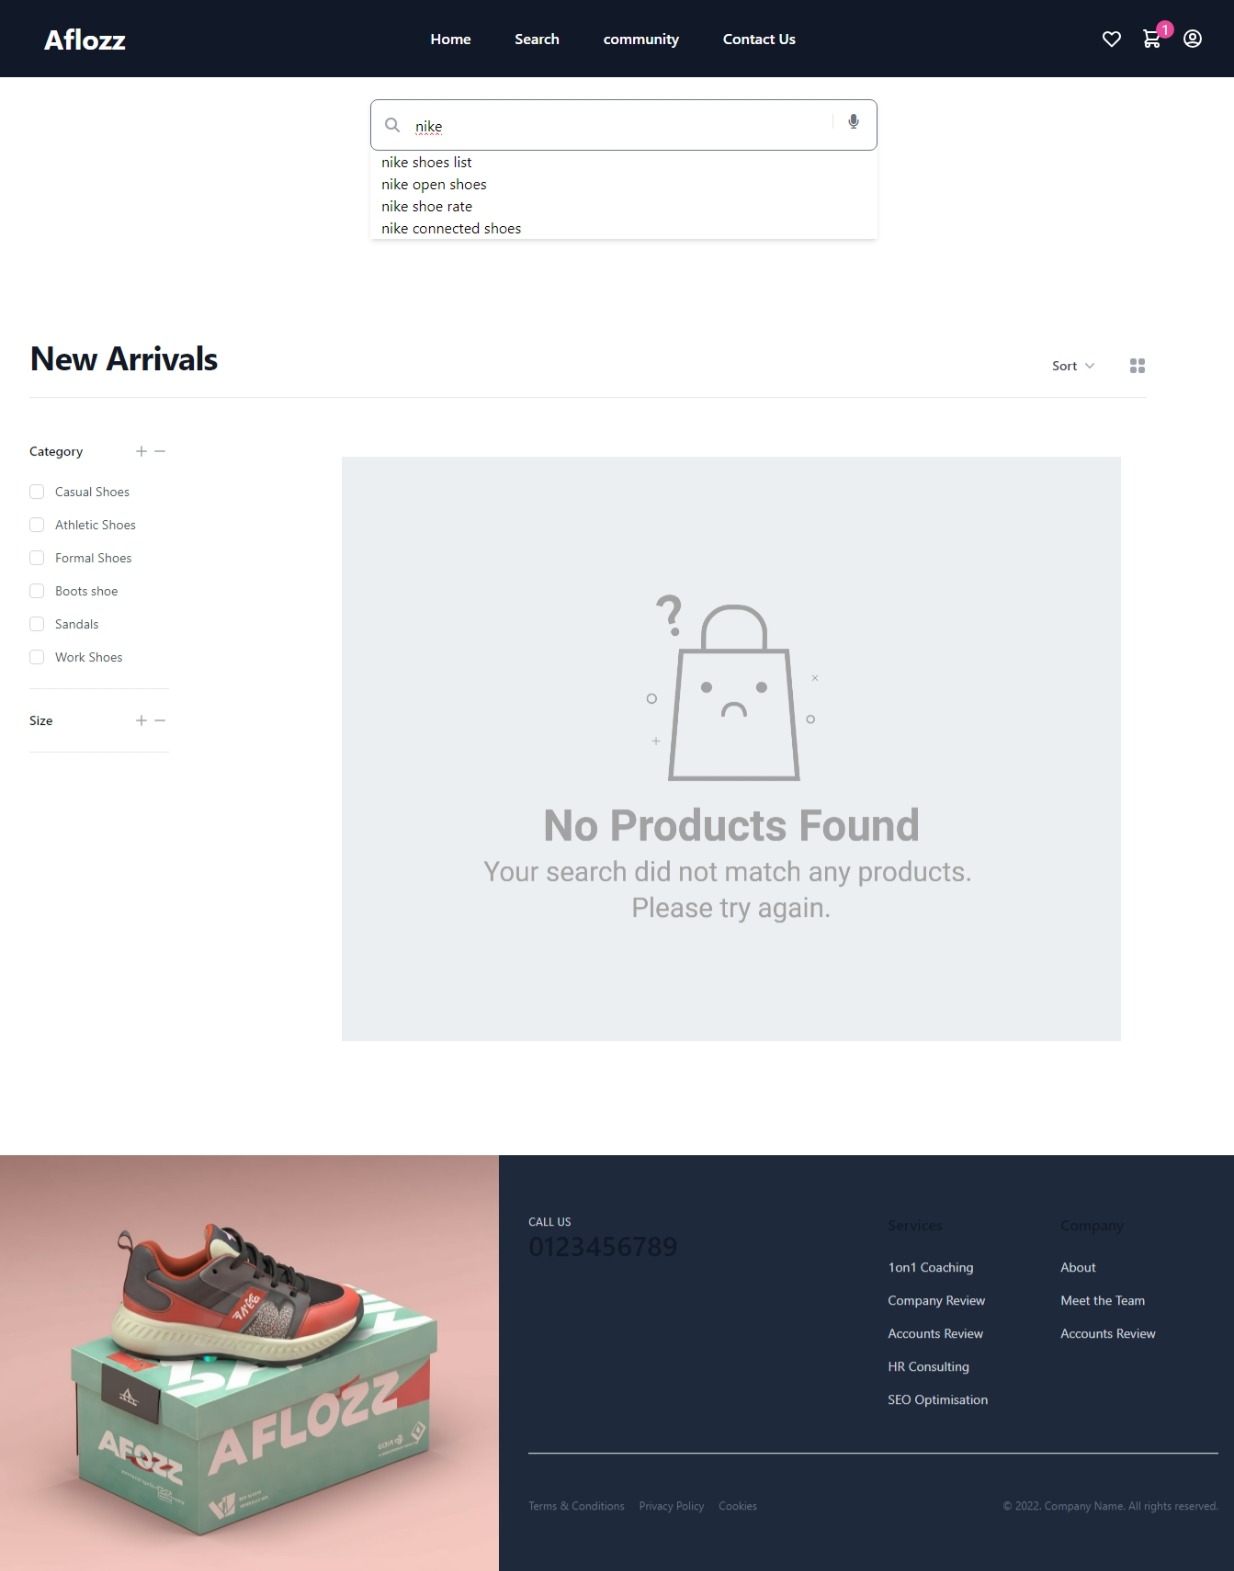 Aflozz
Home Search community Contact Us
1
nike
nike shoes list
nike open shoes
nike shoe rate
nike connected shoes
New Arrivals
Sort
Category
Casual Shoes
Athletic Shoes
Formal Shoes
Boots shoe
Sandals
Work Shoes
Size
?
No Products Found
Your search did not match any products.
Please try again.
AFLOZZ
AFOZZ
CALL US
0123456789
Services
1on1 Coaching
Company Review
Accounts Review
HR Consulting
SEO Optimisation
Company
About
Meet the Team
Accounts Review
Terms & Conditions Privacy Policy Cookies
© 2022. Company Name. All rights reserved.